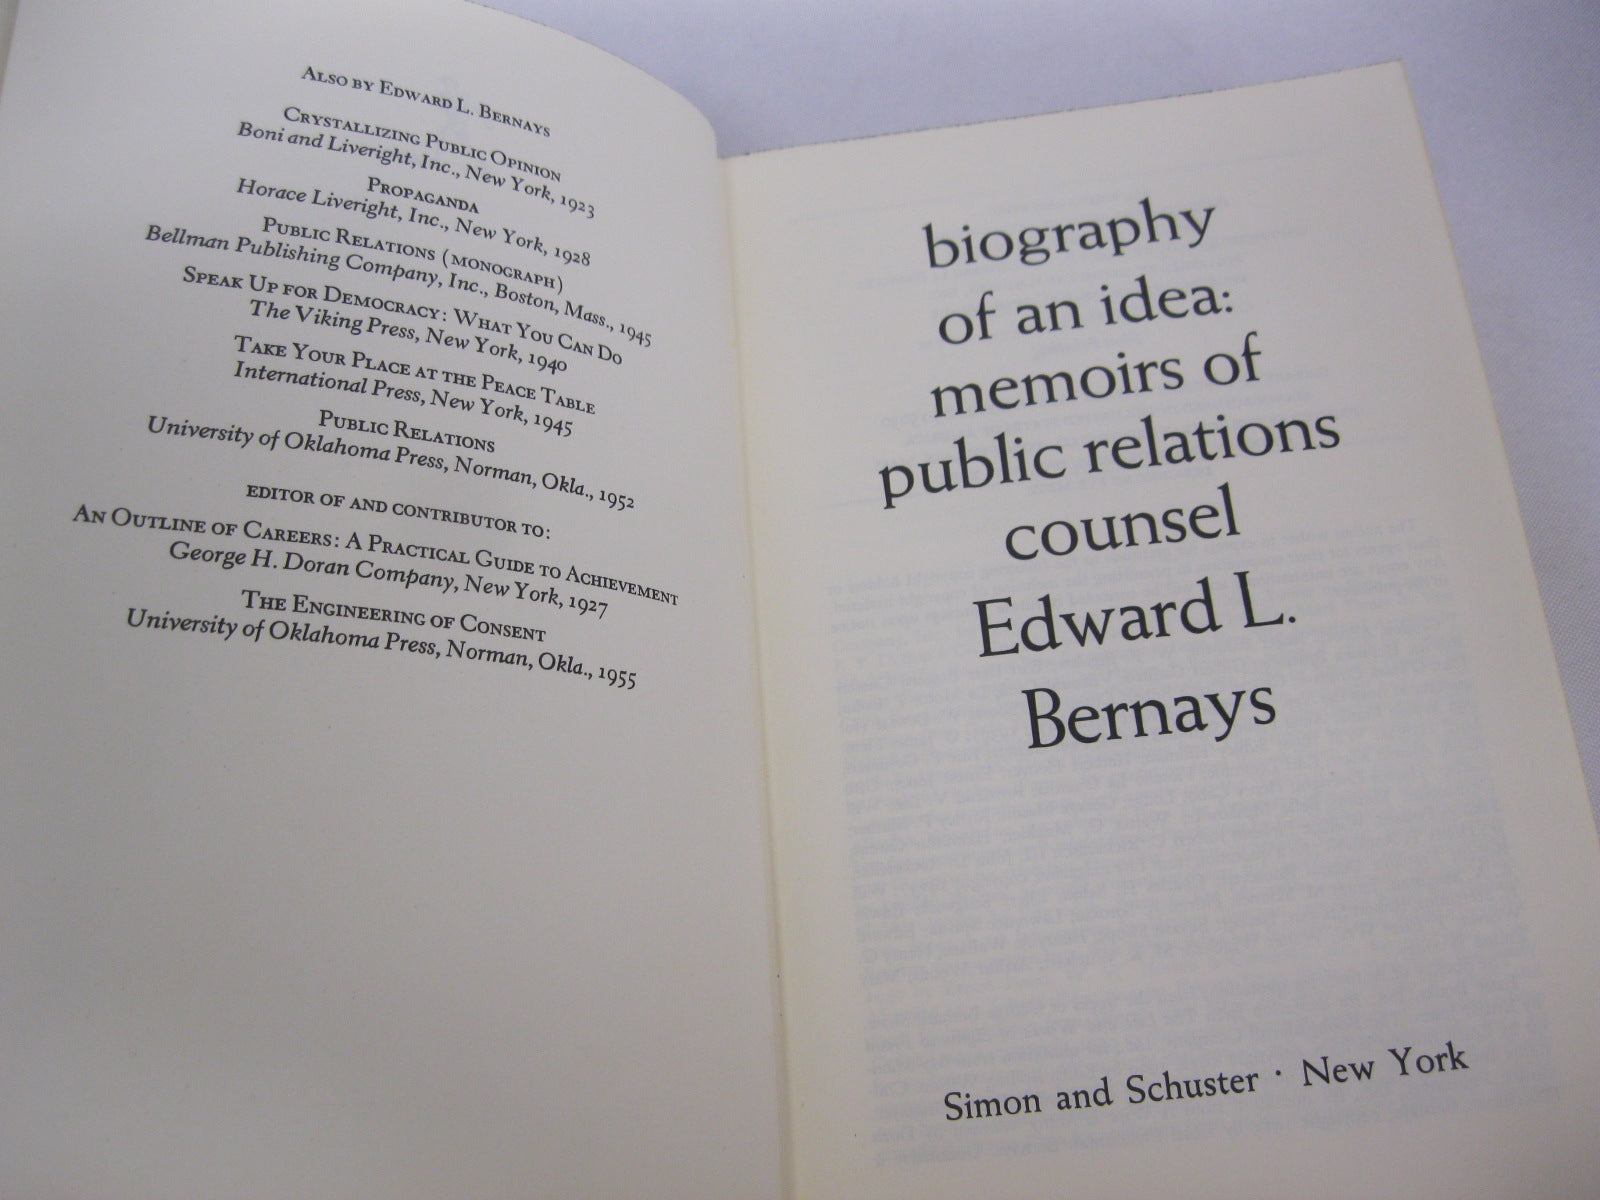 Also by Edward L. Bernays
Crystallizing Public Opinion
Boni and Liveright, Inc., New York, 1923
Propaganda
Horace Liveright, Inc., New York, 1928
Public Relations (monograph)
Bellman Publishing Company, Inc., Boston, Mass., 1945
Speak Up for Democracy: What You Can Do
The Viking Press, New York, 1940
Take Your Place at the Peace Table
International Press, New York, 1945
Public Relations
University of Oklahoma Press, Norman, Okla., 1952
editor of and contributor to:
An Outline of Careers: A Practical Guide to Achievement
George H. Doran Company, New York, 1927
The Engineering of Consent
University of Oklahoma Press, Norman, Okla., 1955
biography
of an idea:
memoirs of
public relations
counsel
Edward L.
Bernays
Simon and Schuster · New York